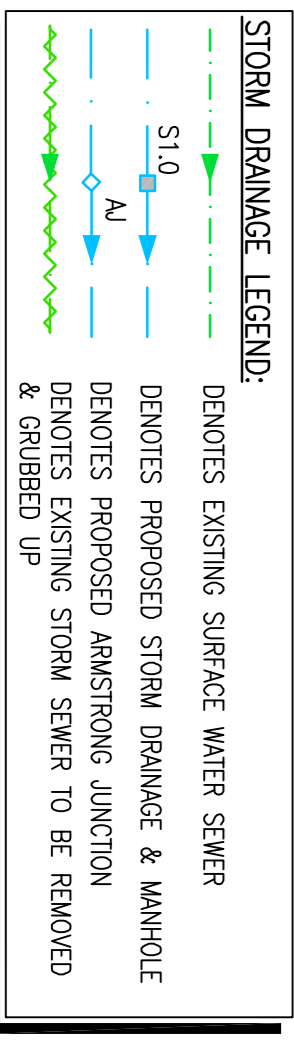 STORM DRAINAGE LEGEND:
DENOTES EXISTING SURFACE WATER SEWER
S1.0
DENOTES PROPOSED STORM DRAINAGE & MANHOLE
AJ
DENOTES PROPOSED ARMSTRONG JUNCTION
DENOTES EXISTING STORM SEWER TO BE REMOVED
& GRUBBED UP